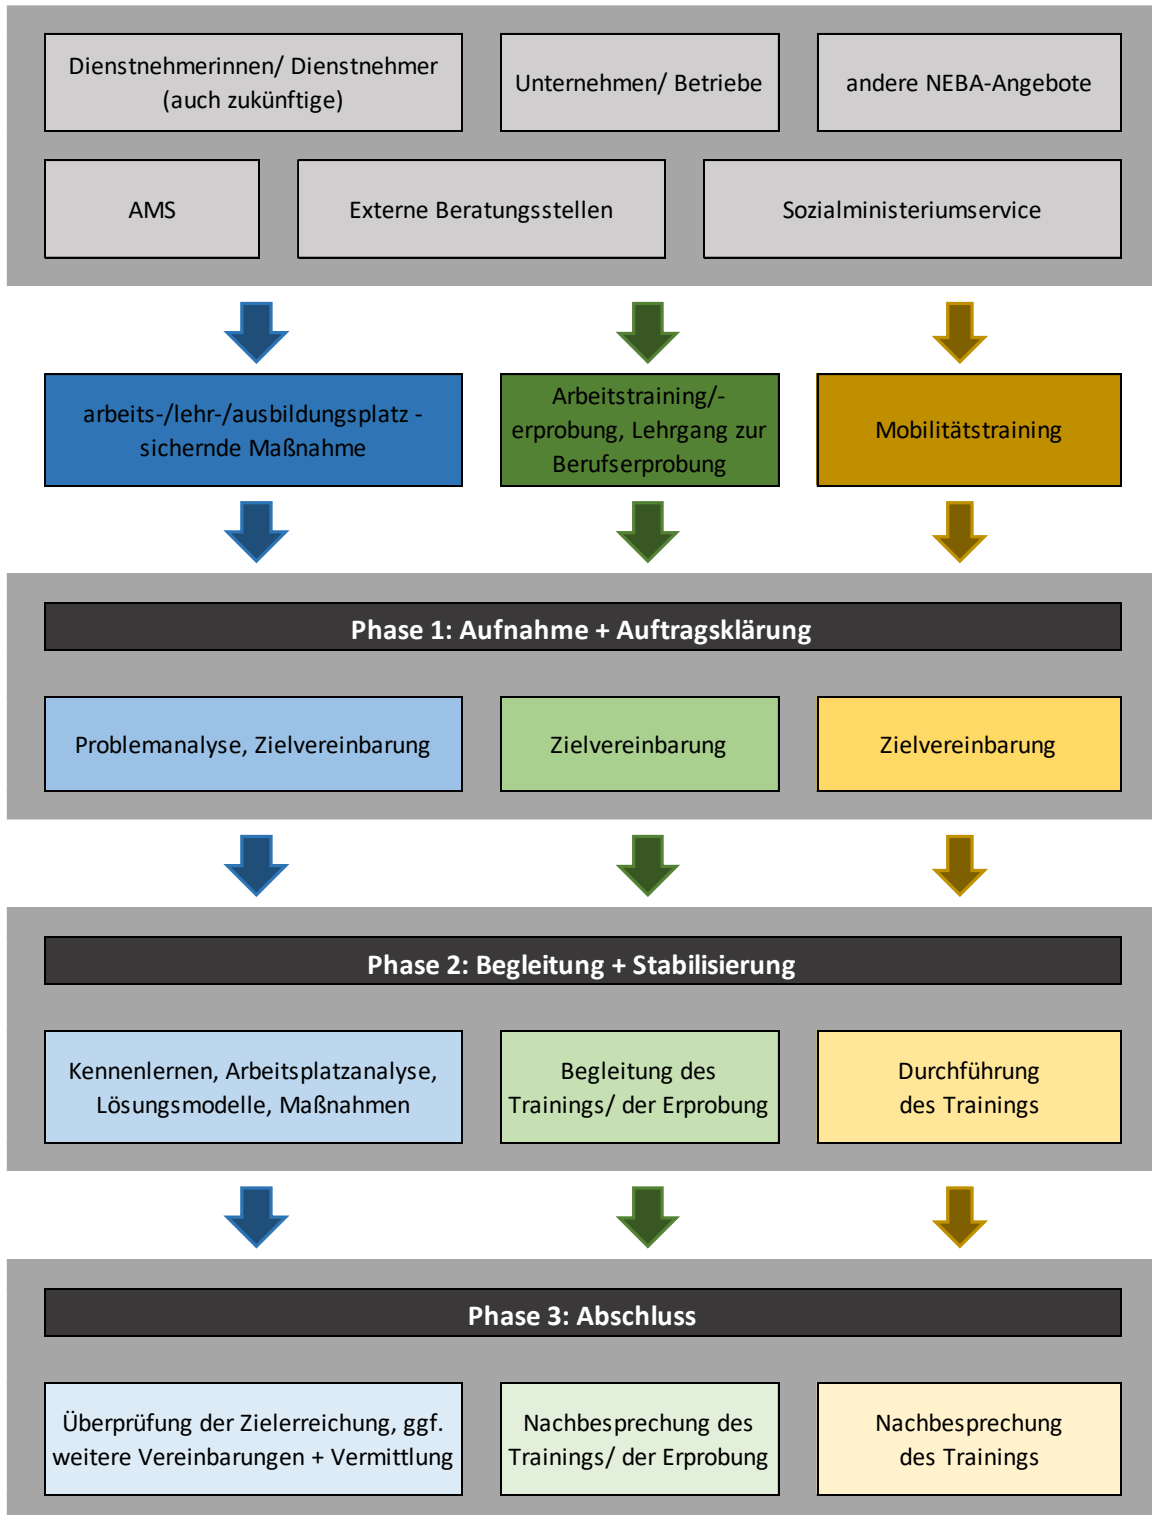 Dienstnehmerinnen/ Dienstnehmer
(auch zukünftige)
Unternehmen/ Betriebe
andere NEBA-Angebote
AMS
Externe Beratungsstellen
Sozialministeriumservice
arbeits-/lehr-/ausbildungsplatz -
sichernde Maßnahme
Arbeitstraining/-
erprobung, Lehrgang zur
Berufserprobung
Mobilitätstraining
Phase 1: Aufnahme + Auftragsklärung
Problemanalyse, Zielvereinbarung
Zielvereinbarung
Zielvereinbarung
Phase 2: Begleitung + Stabilisierung
Kennenlernen, Arbeitsplatzanalyse,
Lösungsmodelle, Maßnahmen
Begleitung des
Trainings/ der Erprobung
Durchführung
des Trainings
Phase 3: Abschluss
Überprüfung der Zielerreichung, ggf.
weitere Vereinbarungen + Vermittlung
Nachbesprechung des
Trainings/ der Erprobung
Nachbesprechung
des Trainings